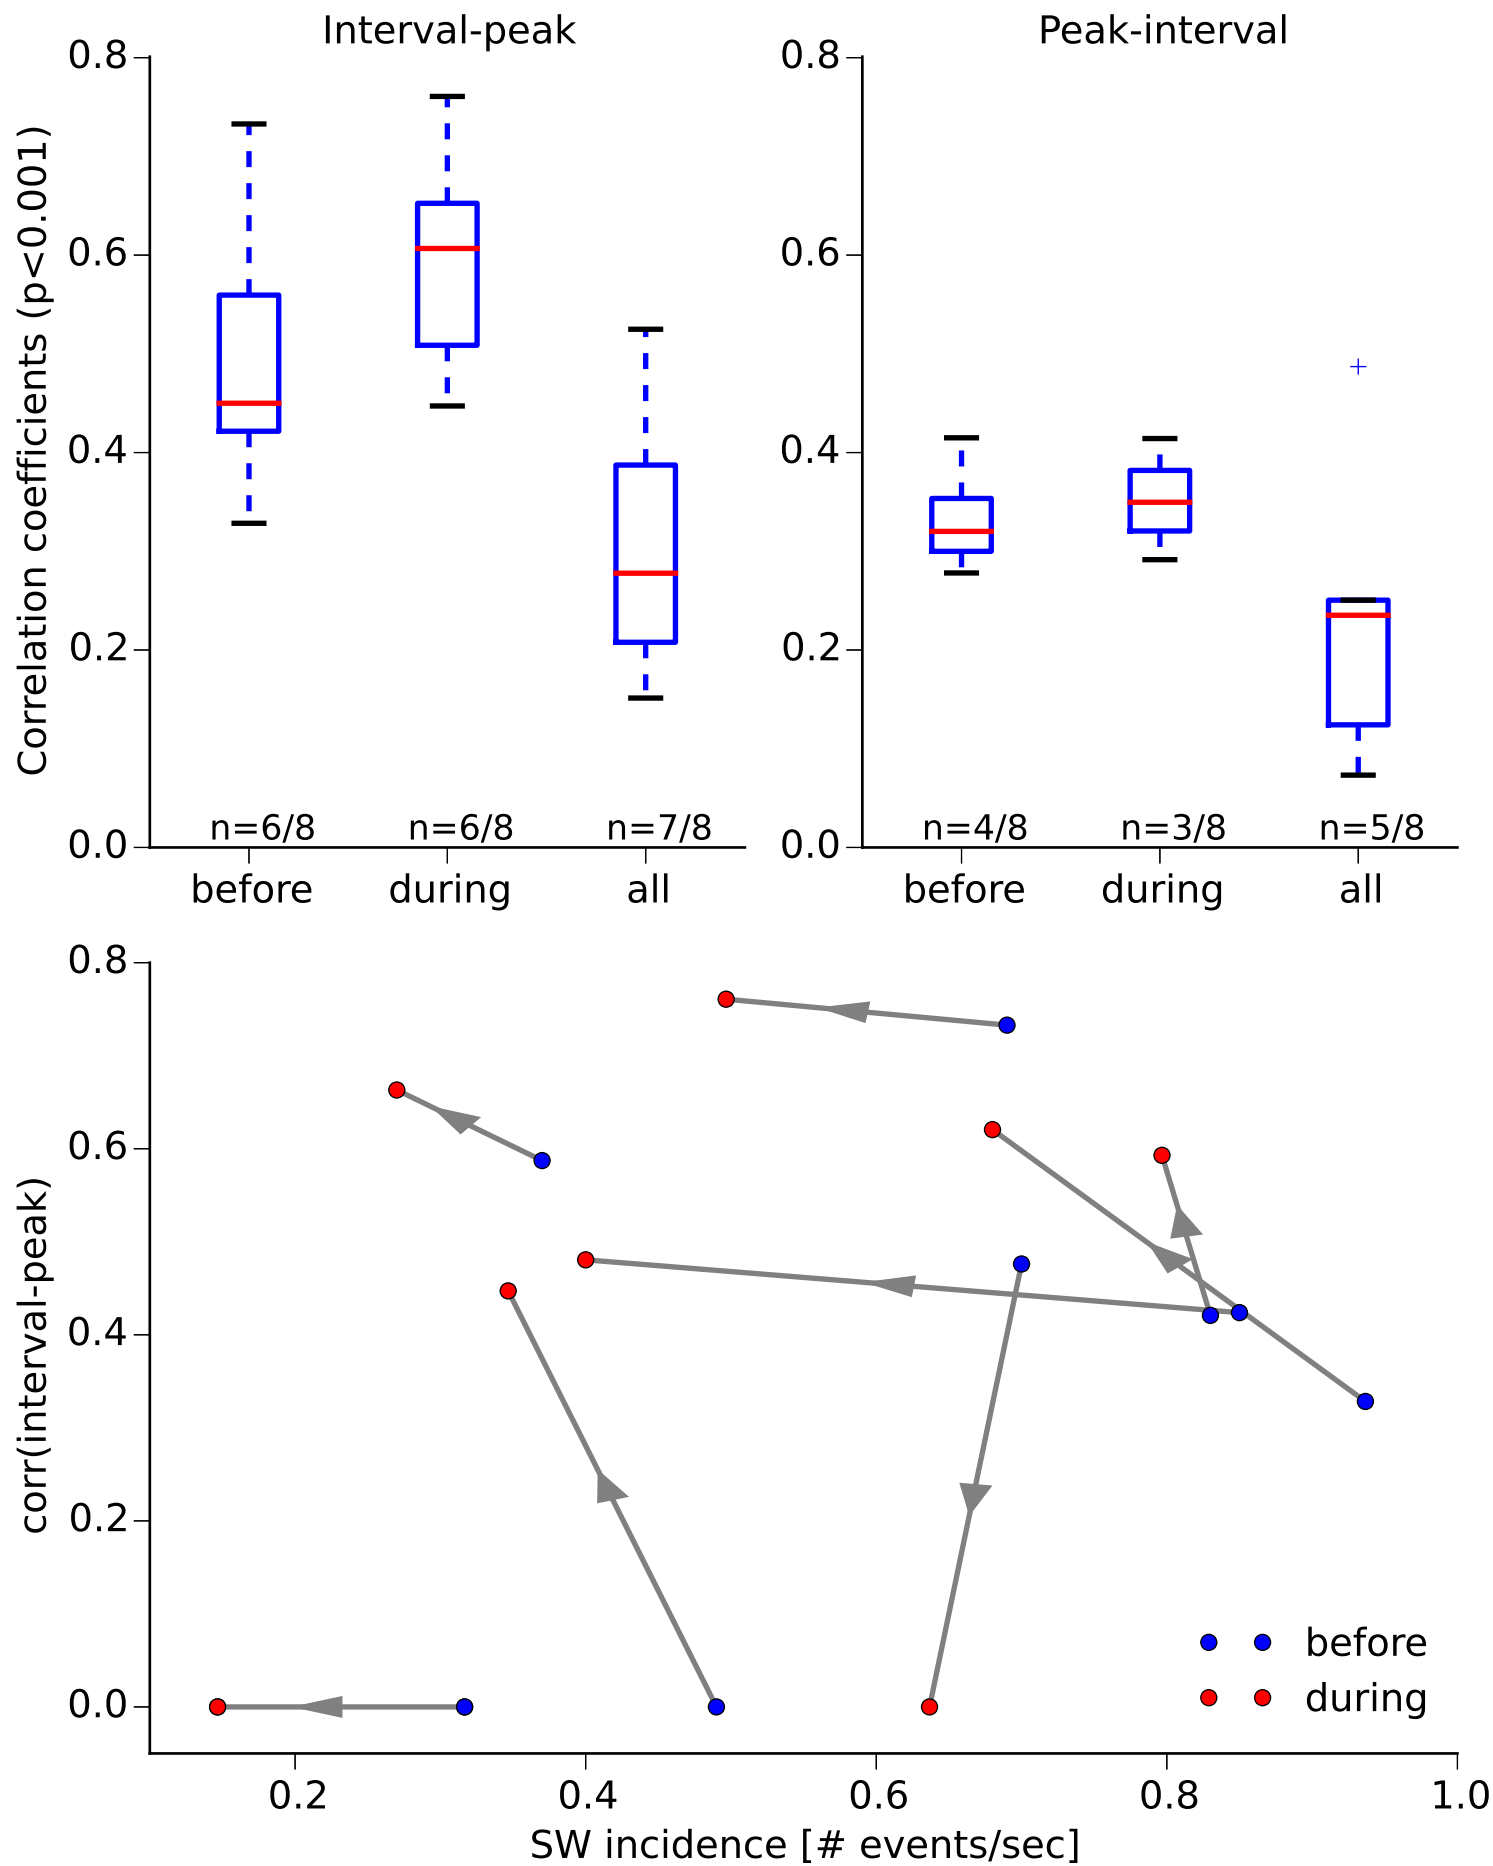 Interval-peak
Peak-interval
Correlation coefficients (p<0.001)
0.8
0.6
0.4
0.2
0.0
n=6/8
n=6/8
n=7/8
before
during
all
0.8
0.6
0.4
0.2
0.0
n=4/8
n=3/8
n=5/8
before
during
all
corr(interval-peak)
0.8
0.6
0.4
0.2
0.0
before
during
0.2
0.4
0.6
0.8
1.0
SW incidence [# events/sec]